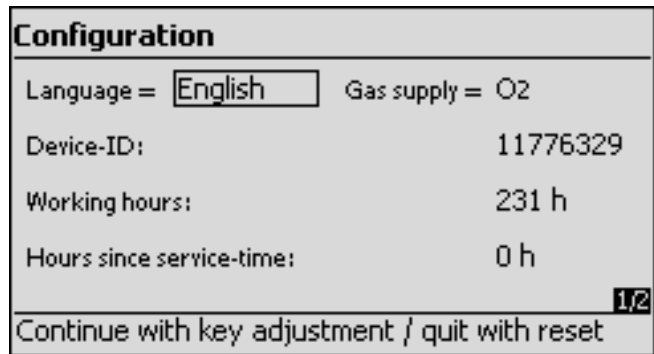 Configuration
Language = English Gas supply = O2
Device-ID: 11776329
Working hours: 231 h
Hours since service-time: 0 h
1/2
Continue with key adjustment / quit with reset